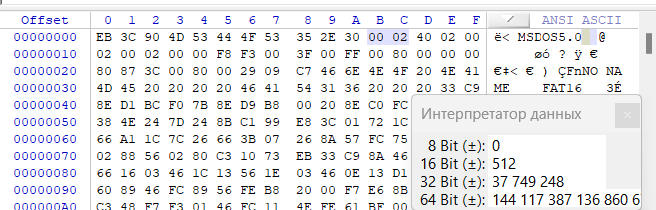 Offset 0 1 2 3 4 5 6 7 8 9 A B C D E F ANSI ASCII
00000000 EB 3C 90 4D 53 44 4F 53 35 2E 30 00 02 40 02 00 ë< MSDOS5.0 @
00000010 02 00 02 00 00 F8 F3 00 3F 00 FF 00 80 00 00 00 øó ? ÿ €
00000020 80 87 3C 00 80 00 29 09 C7 46 6E 4E 4F 20 4E 41 €‡< € ) ÇFnNO NA
00000030 4D 45 20 20 20 20 46 41 54 31 36 20 20 20 33 C9 ME FAT16 3É
00000040 8E D1 BC F0 7B 8E D9 B8 00 20 8E C0 FC
00000050 38 4E 24 7D 24 8B C1 99 E8 3C 01 72 1C
00000060 66 A1 1C 7C 26 66 3B 07 26 8A 57 FC 75
00000070 02 88 56 02 80 C3 10 73 EB 33 C9 8A 46
00000080 66 16 03 46 1C 13 56 1E 03 46 0E 13 D1
00000090 60 89 46 FC 89 56 FE B8 20 00 F7 E6 8B
000000A0 C3 48 F7 F3 01 46 FC 11 4E FE 61 BF 00
Интерпретатор данных
8 Bit (±): 0
16 Bit (±): 512
32 Bit (±): 37 749 248
64 Bit (±): 144 117 387 136 860 6